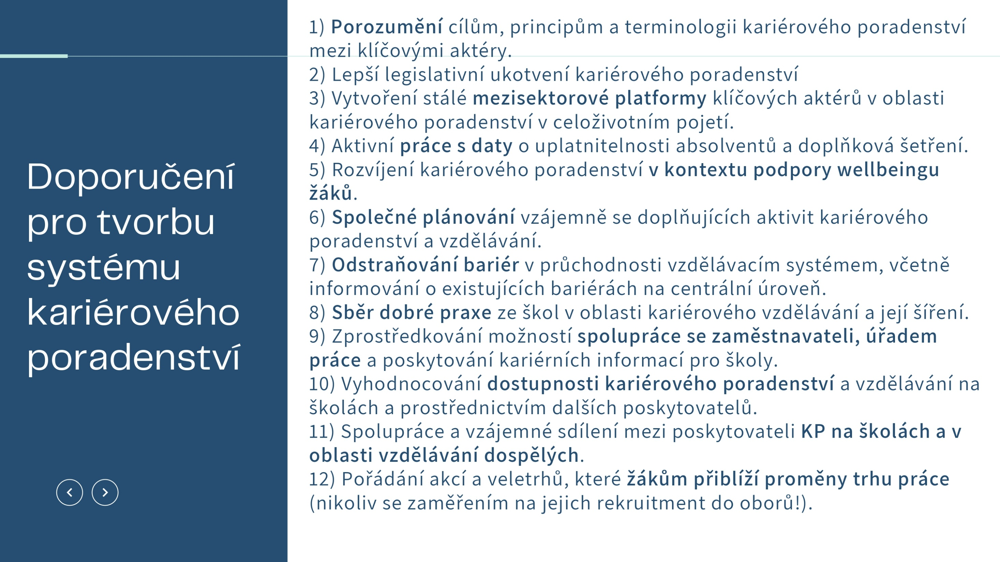 Doporučení
pro tvorbu
systému
kariérového
poradenství
1) Porozumění cílům, principům a terminologii kariérového poradenství
mezi klíčovými aktéry.
2) Lepší legislativní ukotvení kariérového poradenství
3) Vytvoření stálé mezisektorové platformy klíčových aktérů v oblasti
kariérového poradenství v celoživotním pojetí.
4) Aktivní práce s daty o uplatnitelnosti absolventů a doplňková šetření.
5) Rozvíjení kariérového poradenství v kontextu podpory wellbeingu
žáků.
6) Společné plánování vzájemně se doplňujících aktivit kariérového
poradenství a vzdělávání.
7) Odstraňování bariér v průchodnosti vzdělávacím systémem, včetně
informování o existujících bariérách na centrální úroveň.
8) Sběr dobré praxe ze škol v oblasti kariérového vzdělávání a její šíření.
9) Zprostředkování možností spolupráce se zaměstnavateli, úřadem
práce a poskytování kariérních informací pro školy.
10) Vyhodnocování dostupnosti kariérového poradenství a vzdělávání na
školách a prostřednictvím dalších poskytovatelů.
11) Spolupráce a vzájemné sdílení mezi poskytovateli KP na školách a v
oblasti vzdělávání dospělých.
12) Pořádání akcí a veletrhů, které žákům přiblíží proměny trhu práce
(nikoliv se zaměřením na jejich rekruitment do oborů!).